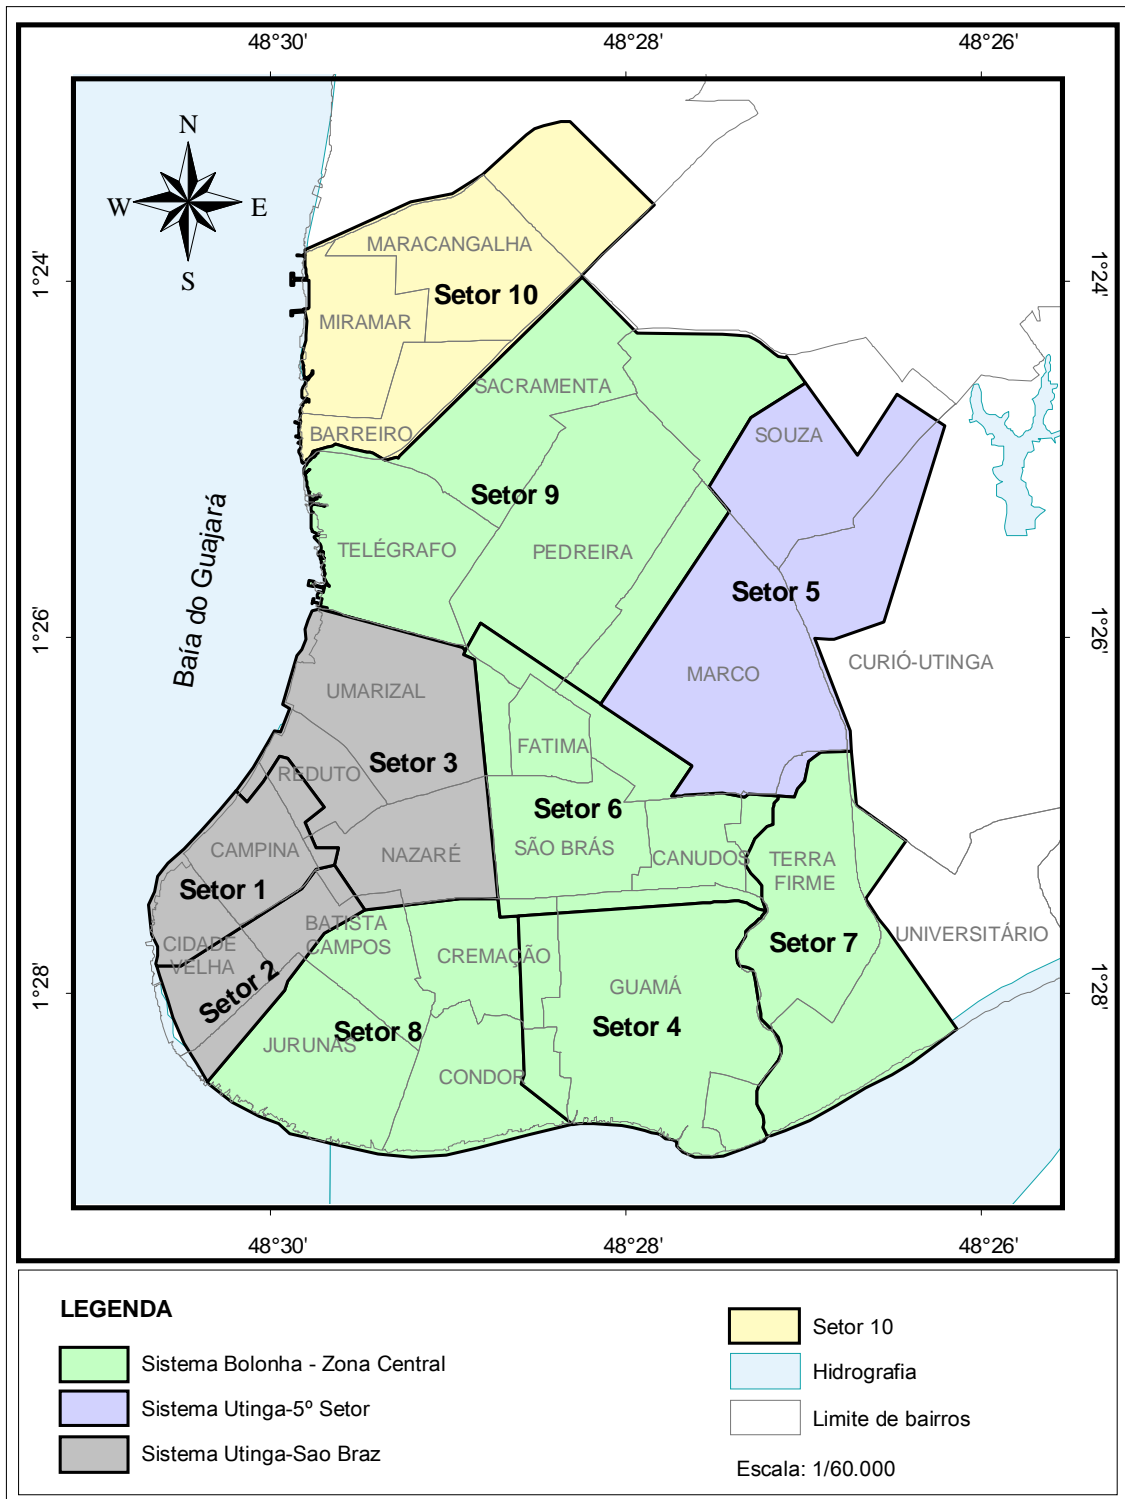 48°30'
48°28'
48°26'
N
W
E
S
1°24'
1°24'
MARACANGALHA
Setor 10
MIRAMAR
SACRAMENTA
BARREIRO
SOUZA
Setor 9
TELÉGRAFO
PEDREIRA
Baía do Guajará
Setor 5
1°26'
1°26'
CURIÓ-UTINGA
MARCO
UMARIZAL
FATIMA
Setor 3
REDUTO
Setor 6
CAMPINA
NAZARÉ
SÃO BRÁS
CANUDOS
TERRA
FIRME
Setor 1
BATISTA
CAMPOS
CIDADE
VELHA
CREMAÇÃO
Setor 7
UNIVERSITÁRIO
Setor 2
GUAMÁ
1°28'
1°28'
Setor 8
JURUNAS
Setor 4
CONDOR
48°30'
48°28'
48°26'
LEGENDA
Sistema Bolonha - Zona Central
Sistema Utinga-5º Setor
Sistema Utinga-Sao Braz
Setor 10
Hidrografia
Limite de bairros
Escala: 1/60.000